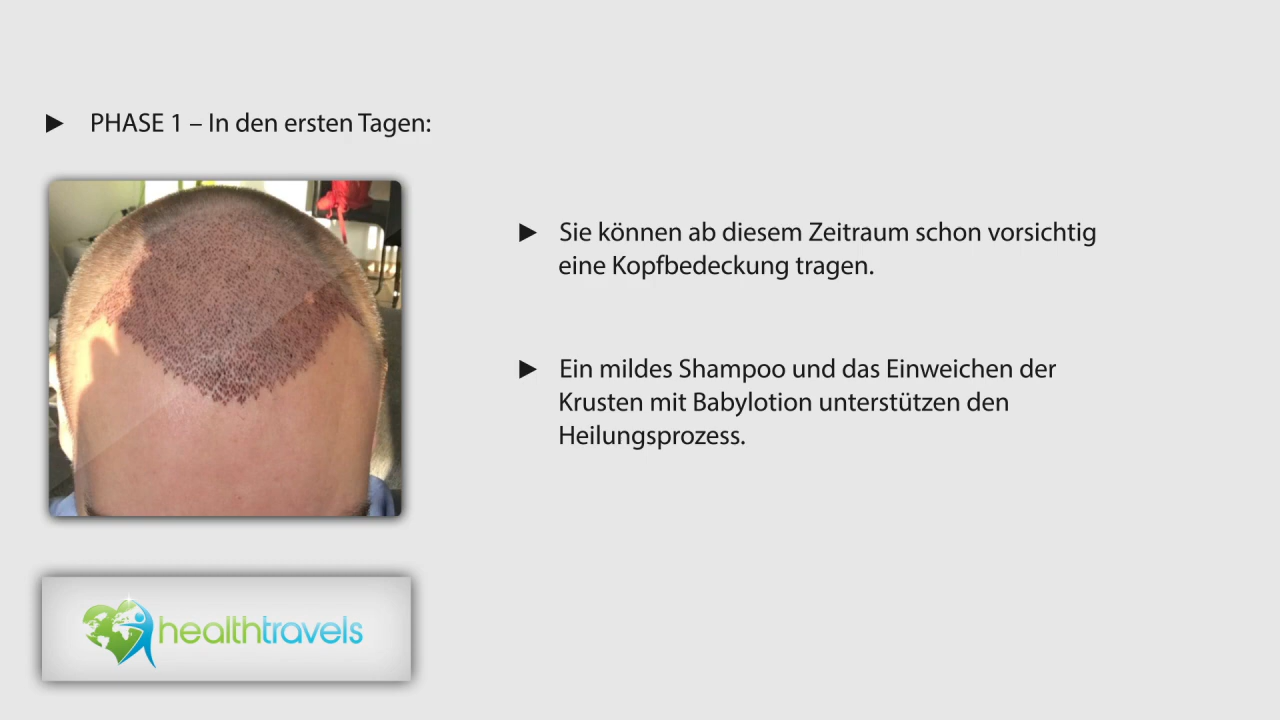 ► PHASE 1 – In den ersten Tagen:
► Sie können ab diesem Zeitraum schon vorsichtig
eine Kopfbedeckung tragen.
► Ein mildes Shampoo und das Einweichen der
Krusten mit Babylotion unterstützen den
Heilungsprozess.
healthtravels